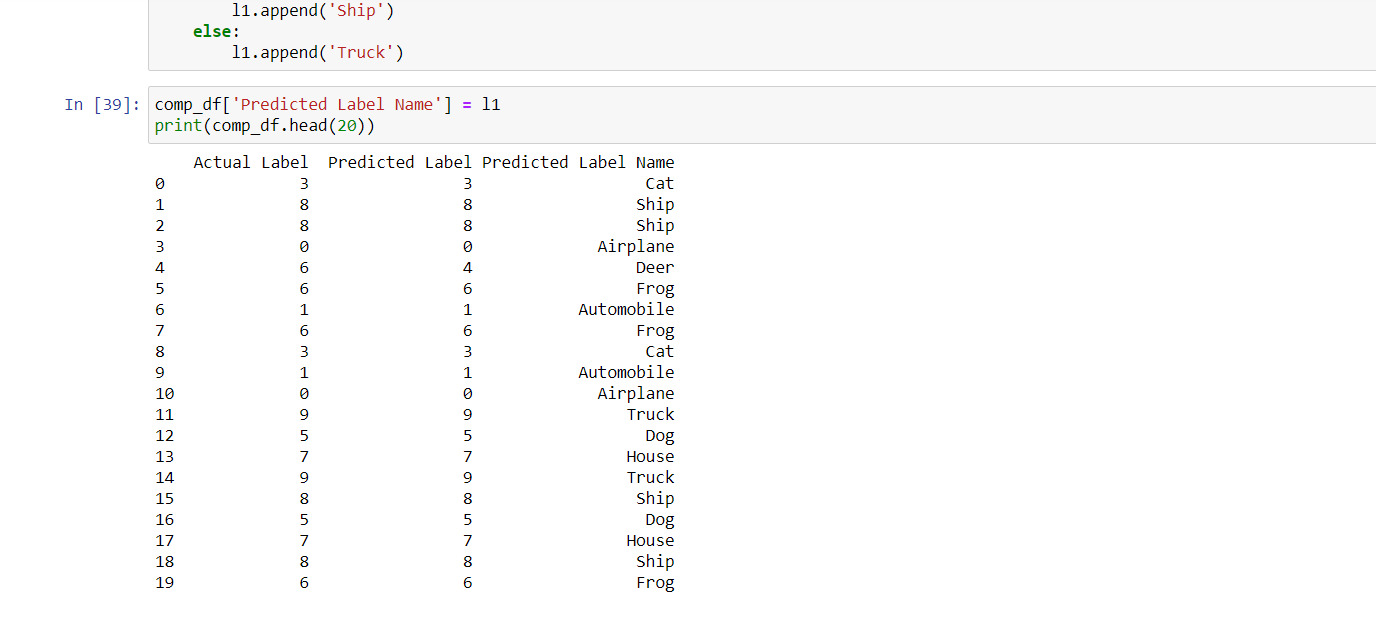 l1.append('Ship')
else:
l1.append('Truck')
In [39]: comp_df['Predicted Label Name'] = l1
print(comp_df.head(20))
Actual Label Predicted Label Predicted Label Name
0 3 3 Cat
1 8 8 Ship
2 8 8 Ship
3 0 0 Airplane
4 6 4 Deer
5 6 6 Frog
6 1 1 Automobile
7 6 6 Frog
8 3 3 Cat
9 1 1 Automobile
10 0 0 Airplane
11 9 9 Truck
12 5 5 Dog
13 7 7 House
14 9 9 Truck
15 8 8 Ship
16 5 5 Dog
17 7 7 House
18 8 8 Ship
19 6 6 Frog